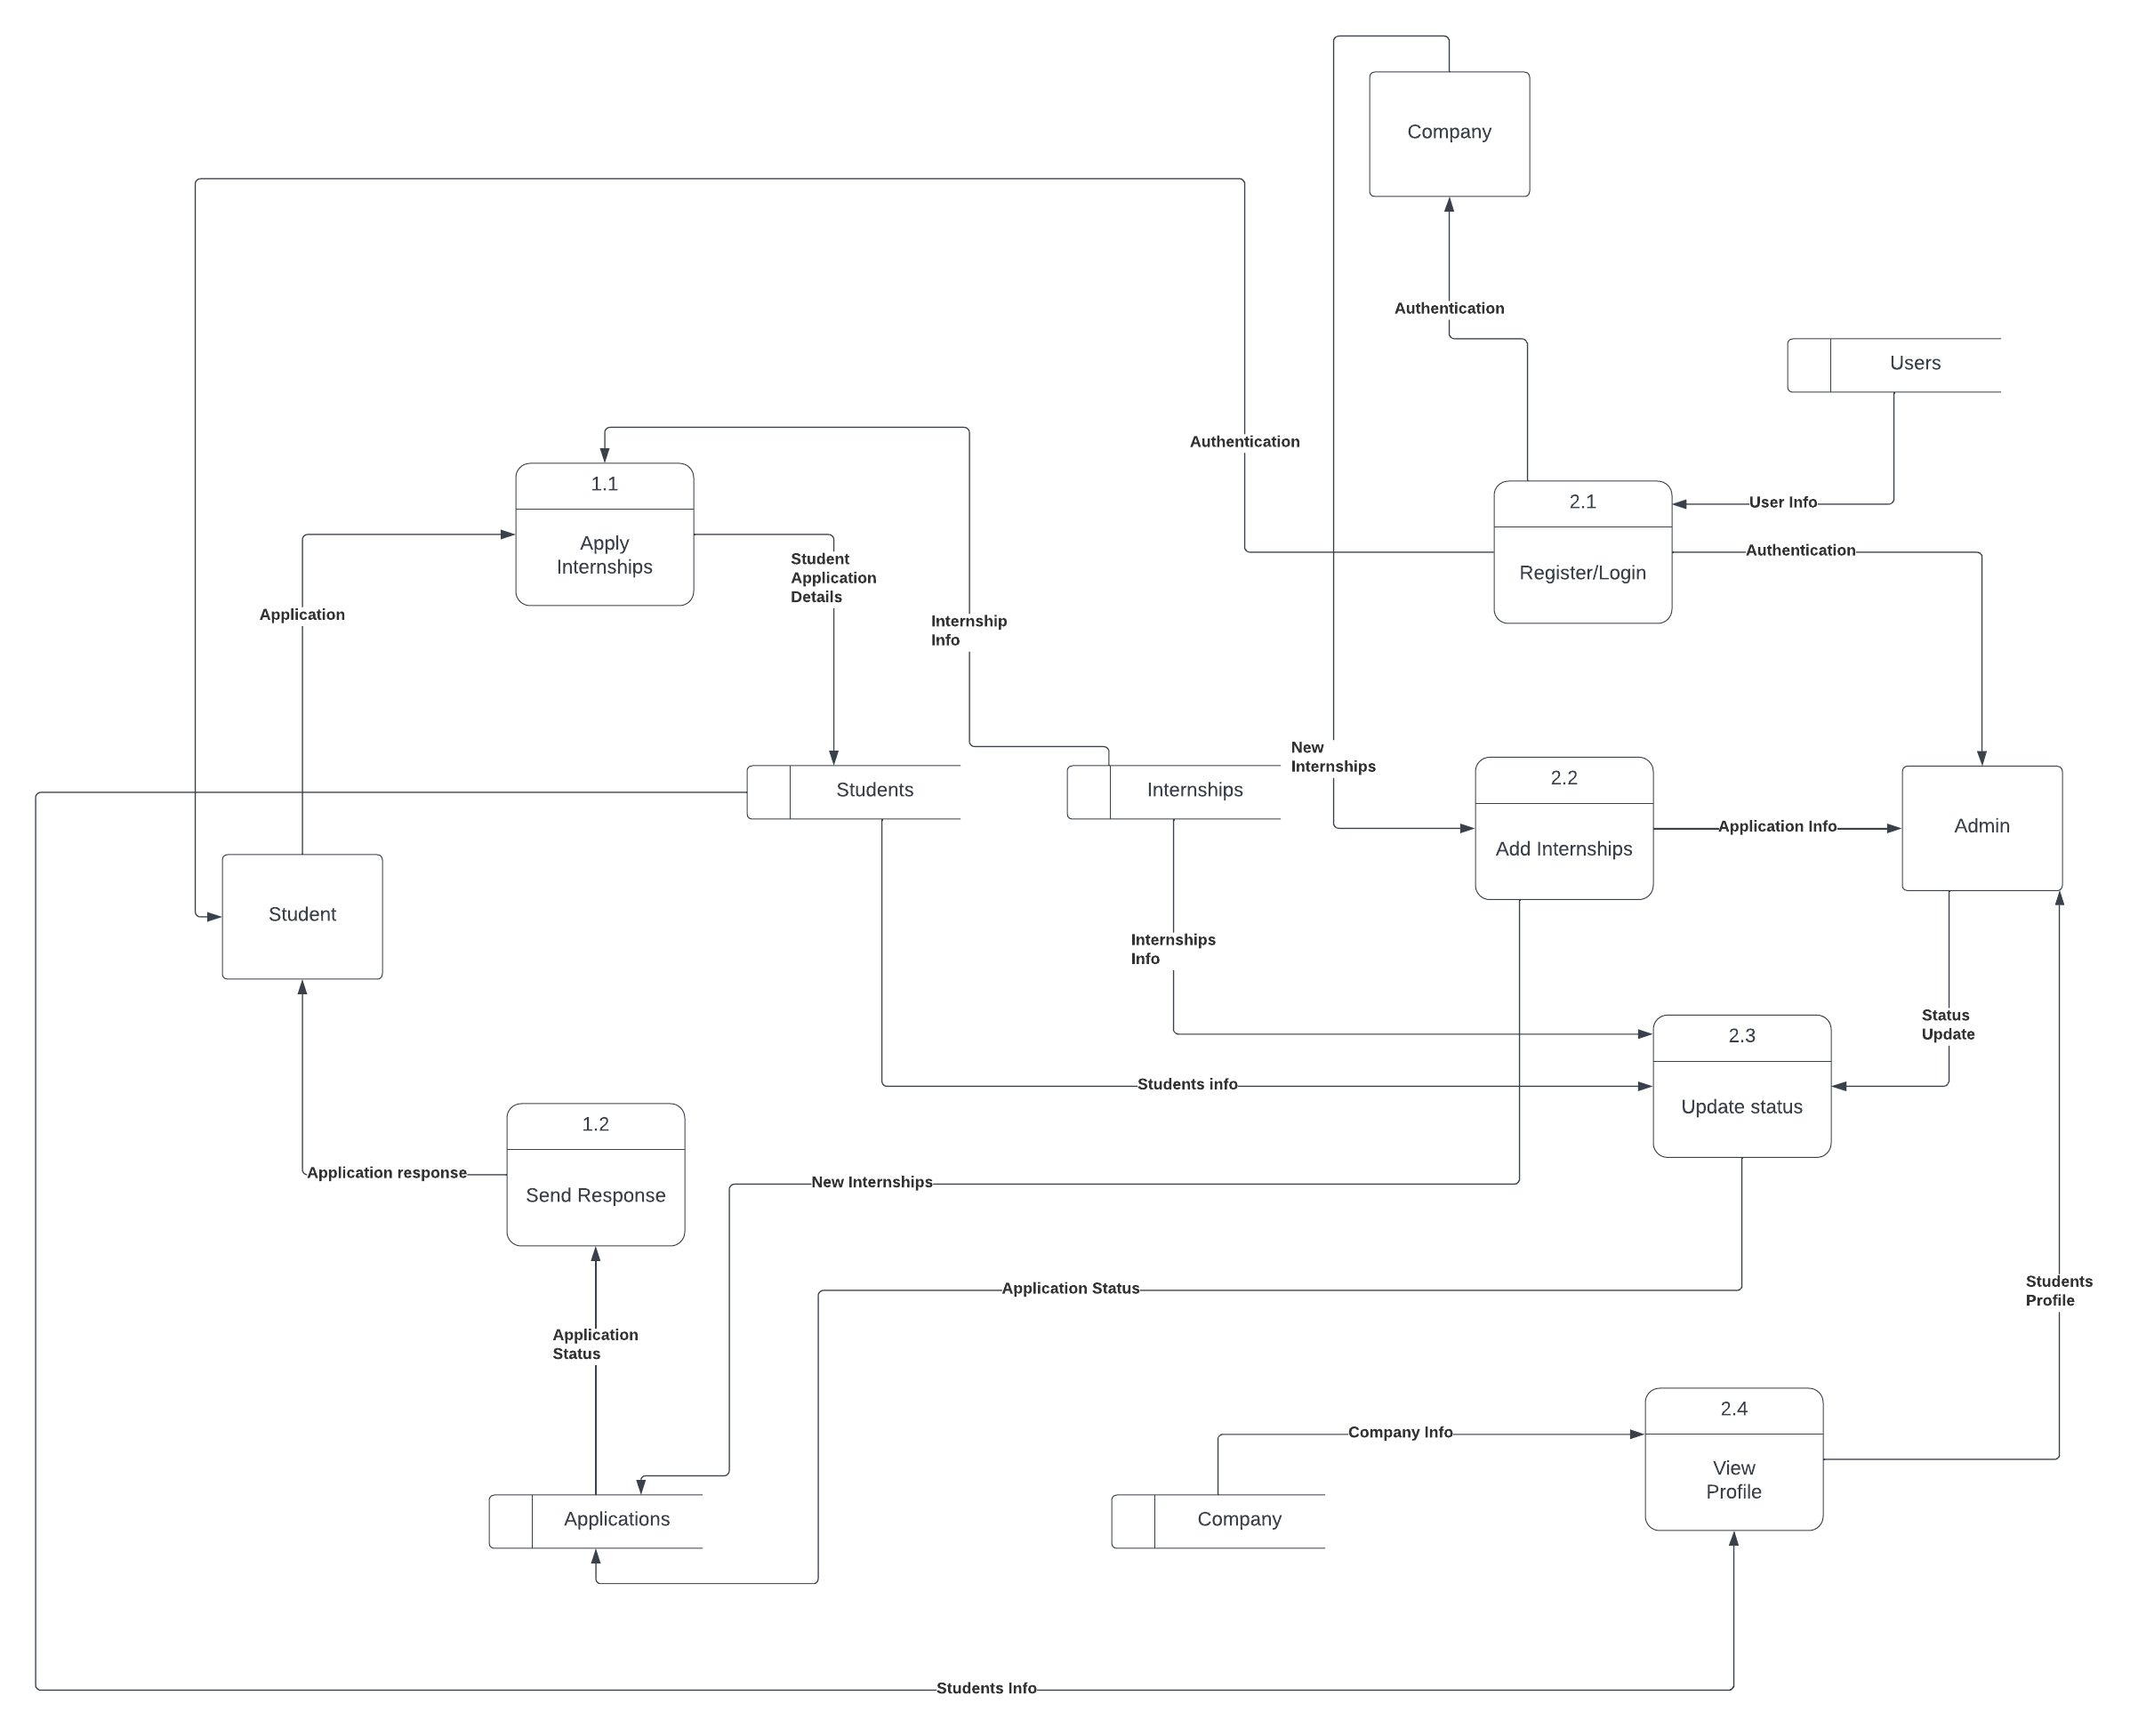 Company
Authentication
Users
Authentication
1.1
Apply
Internships
2.1
Register/Login
User Info
Authentication
Student
Application
Details
Application
Internship
Info
New
Internships
Students
Internships
2.2
Add Internships
Application Info
Admin
Student
Internships
Info
Status
Update
2.3
Update status
Students info
1.2
Send Response
Application response
New Internships
Application Status
Students
Profile
Application
Status
2.4
View
Profile
Company Info
Applications
Company
Students Info